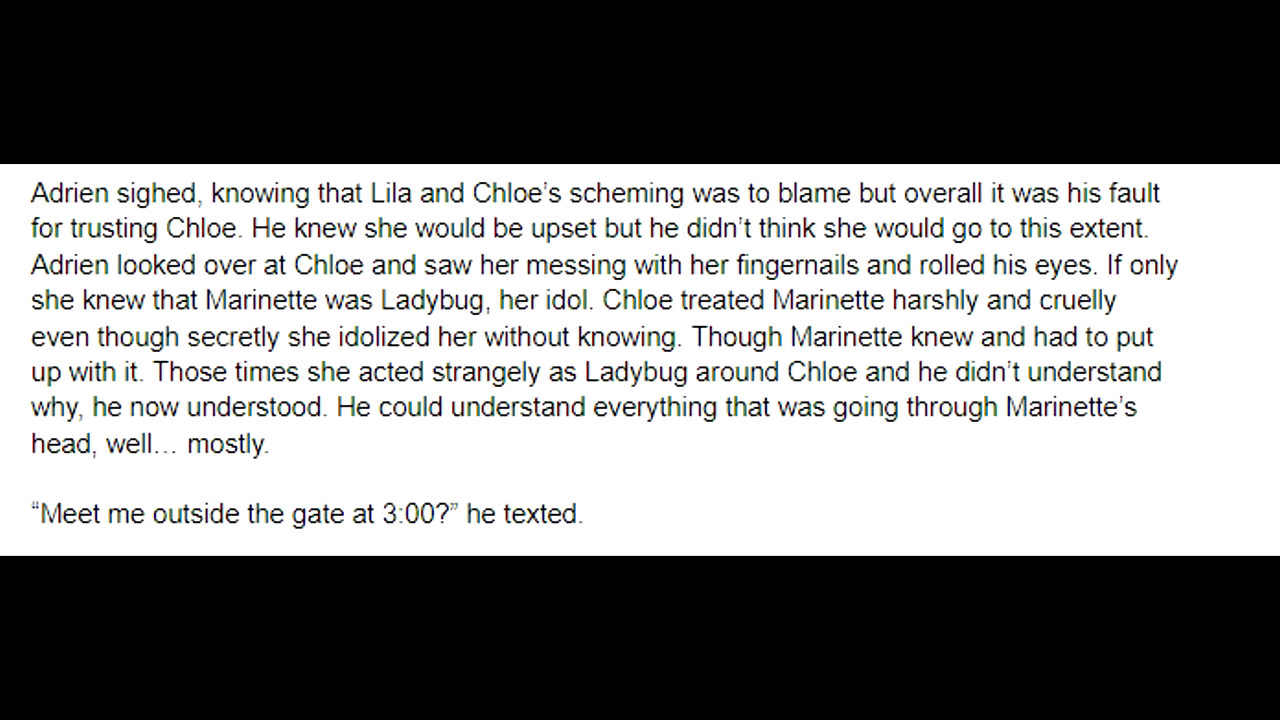 Adrien sighed, knowing that Lila and Chloe’s scheming was to blame but overall it was his fault
for trusting Chloe. He knew she would be upset but he didn’t think she would go to this extent.
Adrien looked over at Chloe and saw her messing with her fingernails and rolled his eyes. If only
she knew that Marinette was Ladybug, her idol. Chloe treated Marinette harshly and cruelly
even though secretly she idolized her without knowing. Though Marinette knew and had to put
up with it. Those times she acted strangely as Ladybug around Chloe and he didn’t understand
why, he now understood. He could understand everything that was going through Marinette’s
head, well… mostly.
“Meet me outside the gate at 3:00?” he texted.